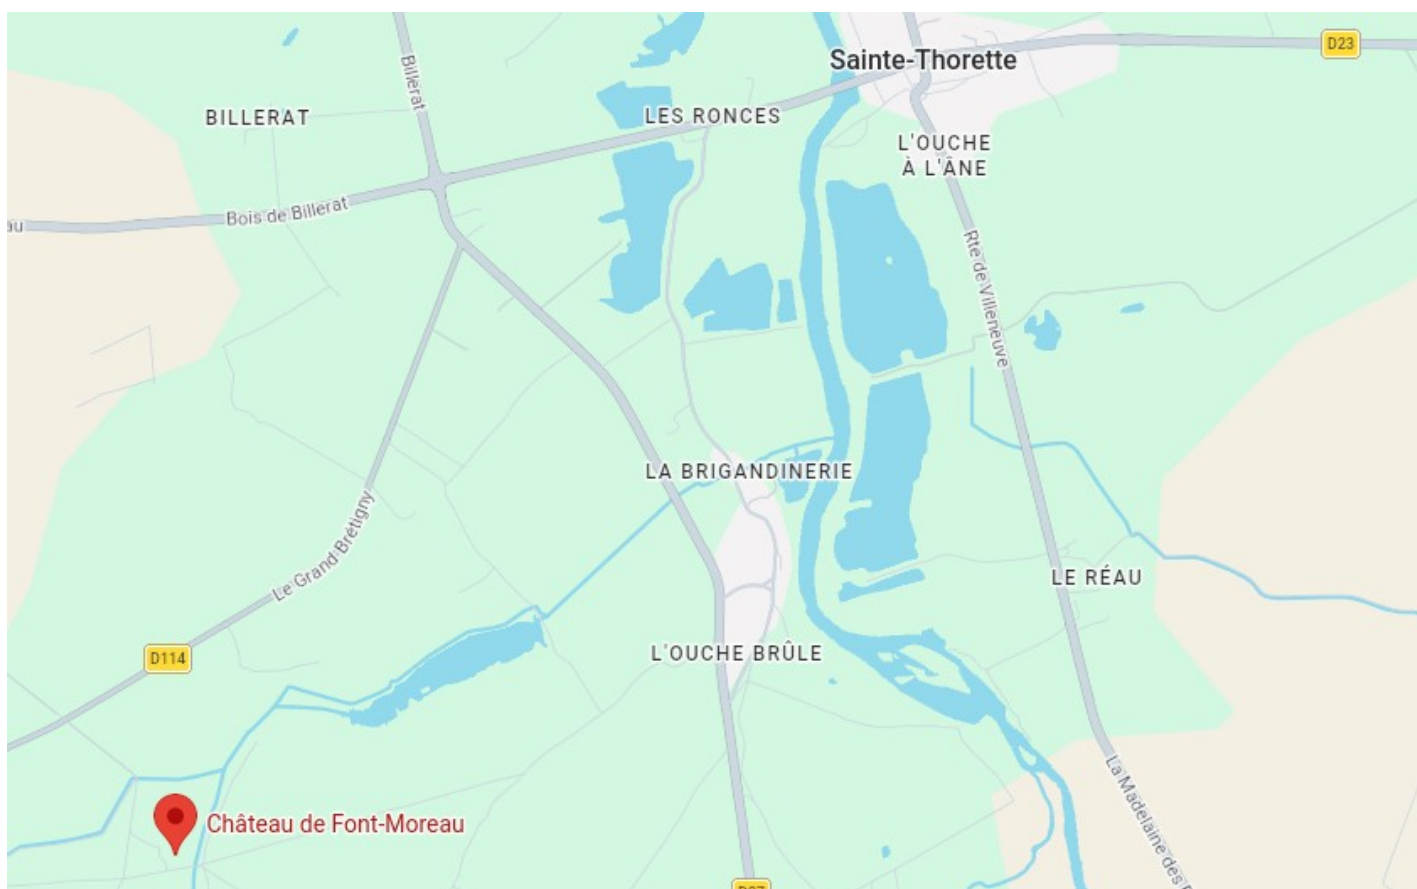 Sainte-Thorette
D23
Billerat
BILLERAT
LES RONCES
L'OUCHE
À L'ÂNE
Bois de Billerat
au
Rte de Villeneuve
LA BRIGANDINERIE
Le Grand Brétigny
LE RÉAU
D114
L'OUCHE BRÛLE
La Madelaine des
Château de Font-Moreau